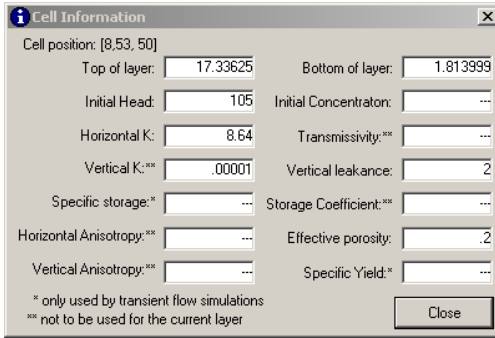 Cell Information
Cell position: [8,53, 50]
Top of layer: 17.33625 Bottom of layer: 1.813999
Initial Head: 105 Initial Concentraton: ---
Horizontal K: 8.64 Transmissivity:** ---
Vertical K:** .00001 Vertical leakance: 2
Specific storage:* --- Storage Coefficient:** ---
Horizontal Anisotropy:** --- Effective porosity: .2
Vertical Anisotropy:** --- Specific Yield:* ---
* only used by transient flow simulations
** not to be used for the current layer
Close